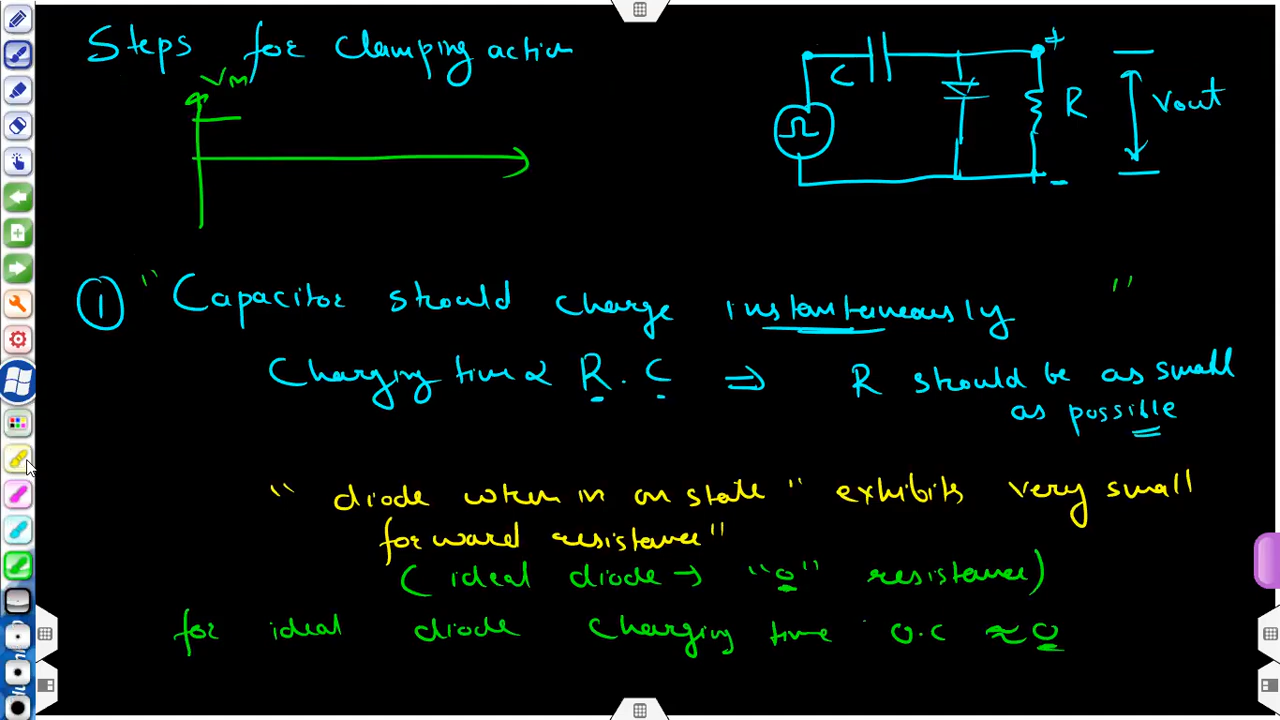 Steps for Clamping action
Vm
C
R
Vout
+
-
① "Capacitor should charge instantaneously "
Charging time ∝ R . C ⇒ R should be as small
as possible
" diode when in on state " exhibits very small
forward resistance"
( ideal diode → "0" resistance)
for ideal diode charging time 0.C ≈ 0